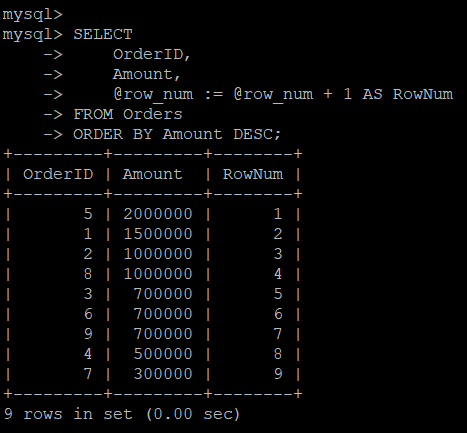 mysql>
mysql> SELECT
    ->     OrderID,
    ->     Amount,
    ->     @row_num := @row_num + 1 AS RowNum
    -> FROM Orders
    -> ORDER BY Amount DESC;
+---------+---------+--------+
| OrderID | Amount  | RowNum |
+---------+---------+--------+
|       5 | 2000000 |      1 |
|       1 | 1500000 |      2 |
|       2 | 1000000 |      3 |
|       8 | 1000000 |      4 |
|       3 |  700000 |      5 |
|       6 |  700000 |      6 |
|       9 |  700000 |      7 |
|       4 |  500000 |      8 |
|       7 |  300000 |      9 |
+---------+---------+--------+
9 rows in set (0.00 sec)